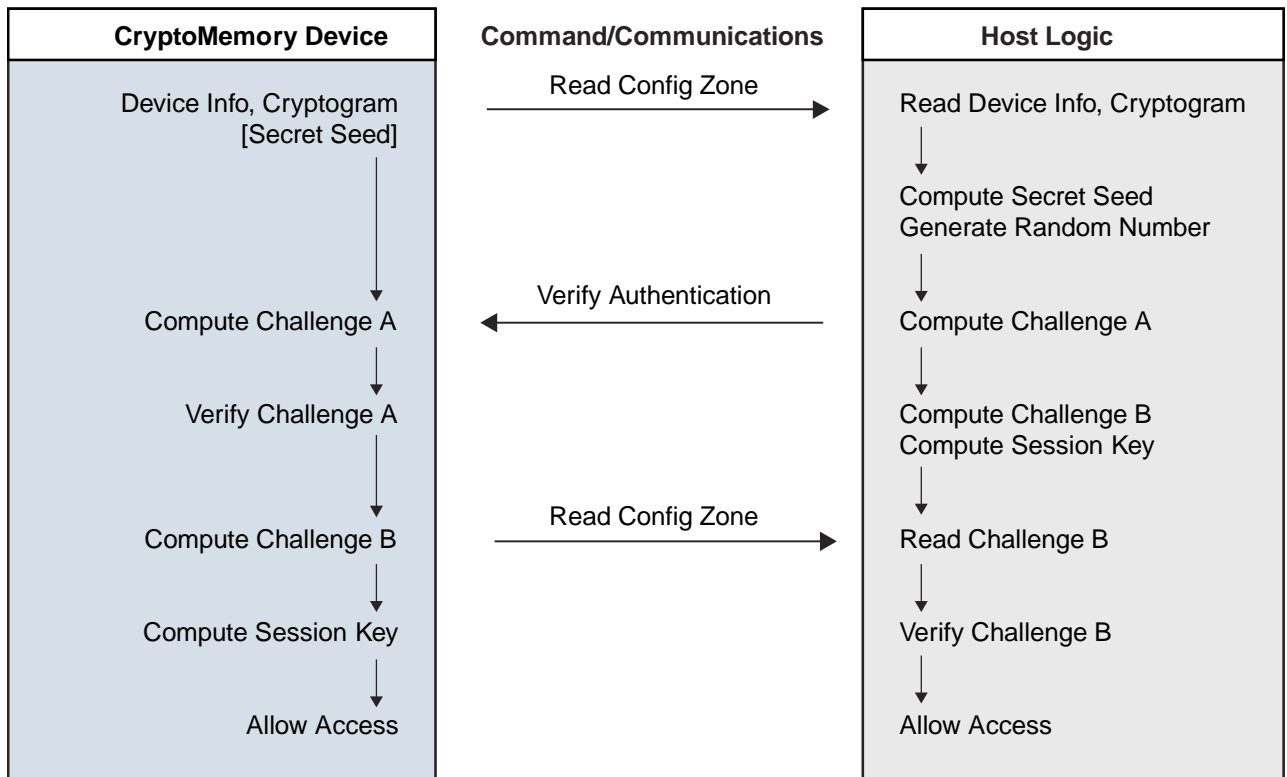 CryptoMemory Device
Command/Communications
Host Logic
Device Info, Cryptogram
[Secret Seed]
Read Config Zone
Read Device Info, Cryptogram
Compute Secret Seed
Generate Random Number
Compute Challenge A
Verify Authentication
Compute Challenge A
Verify Challenge A
Compute Challenge B
Compute Session Key
Compute Challenge B
Read Config Zone
Read Challenge B
Compute Session Key
Verify Challenge B
Allow Access
Allow Access